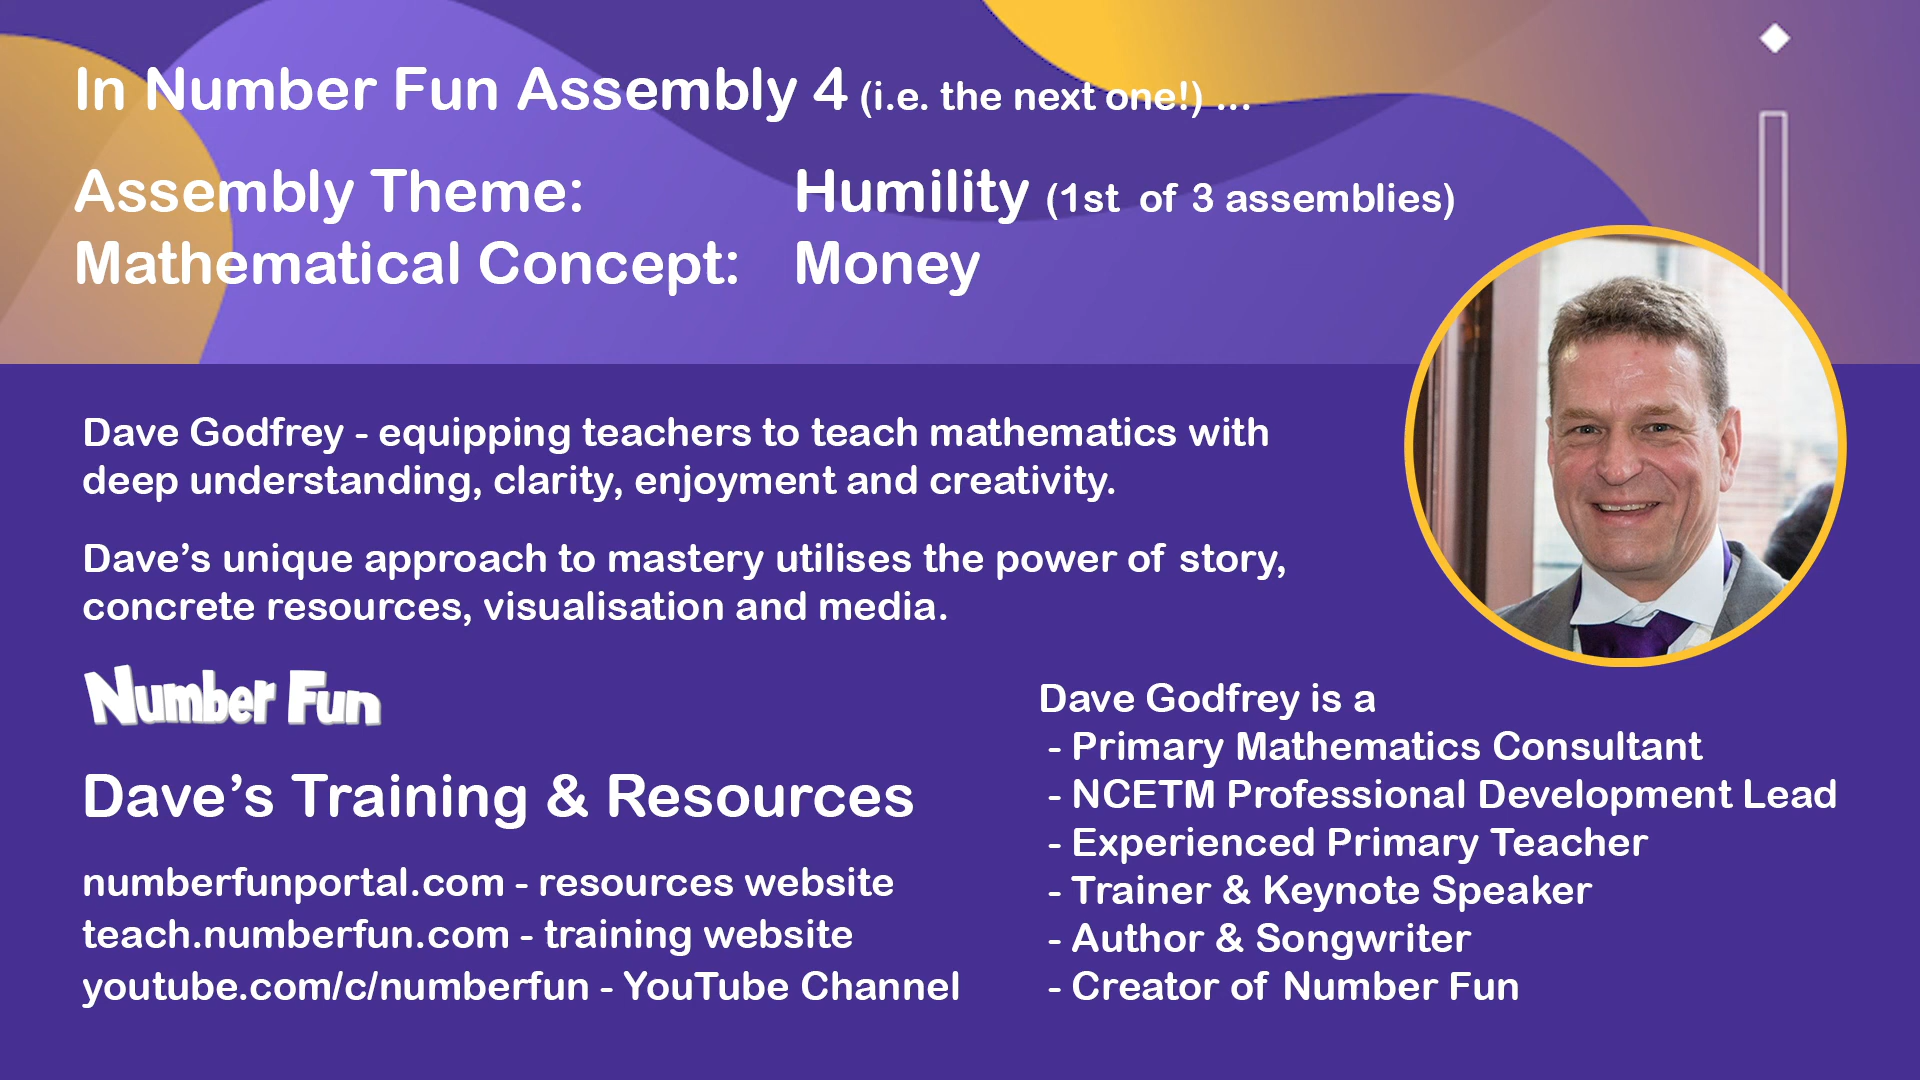 In Number Fun Assembly 4 (i.e. the next one!) ...
Assembly Theme: Humility (1st of 3 assemblies)
Mathematical Concept: Money
Dave Godfrey - equipping teachers to teach mathematics with
deep understanding, clarity, enjoyment and creativity.
Dave’s unique approach to mastery utilises the power of story,
concrete resources, visualisation and media.
Number Fun
Dave’s Training & Resources
numberfunportal.com - resources website
teach.numberfun.com - training website
youtube.com/c/numberfun - YouTube Channel
Dave Godfrey is a
- Primary Mathematics Consultant
- NCETM Professional Development Lead
- Experienced Primary Teacher
- Trainer & Keynote Speaker
- Author & Songwriter
- Creator of Number Fun